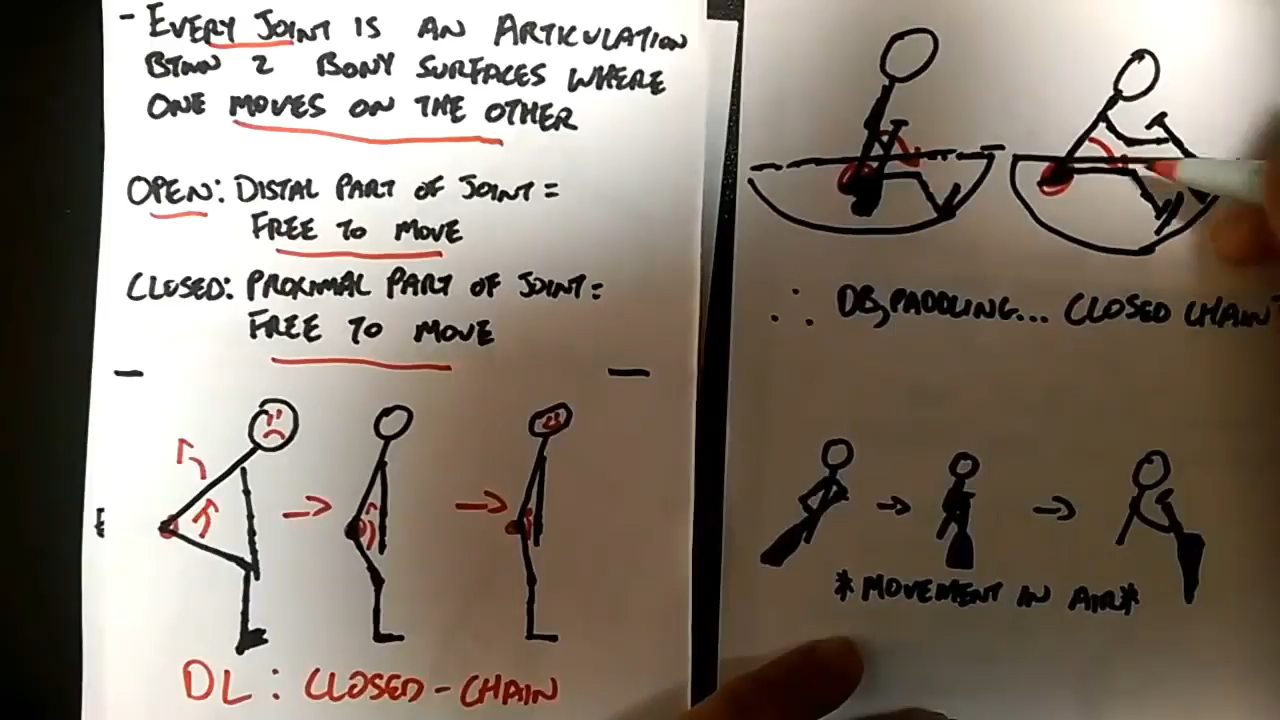 - EVERY JOINT IS AN ARTICULATION
BTWN 2 BONY SURFACES WHERE
ONE MOVES ON THE OTHER
OPEN: DISTAL PART OF JOINT =
FREE TO MOVE
CLOSED: PROXIMAL PART OF JOINT =
FREE TO MOVE
DL: CLOSED-CHAIN
∴ DB, PADDLING... CLOSED CHAIN
*MOVEMENT IN AIR*